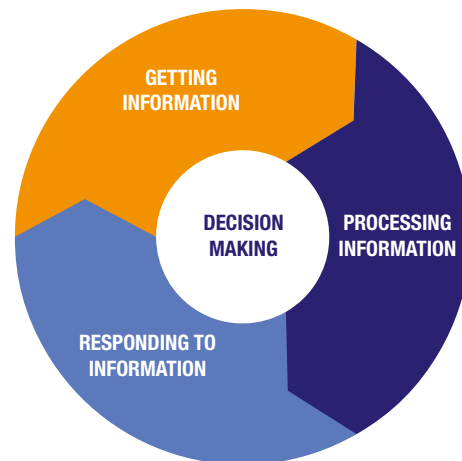 GETTING
INFORMATION
DECISION
MAKING
PROCESSING
INFORMATION
RESPONDING TO
INFORMATION